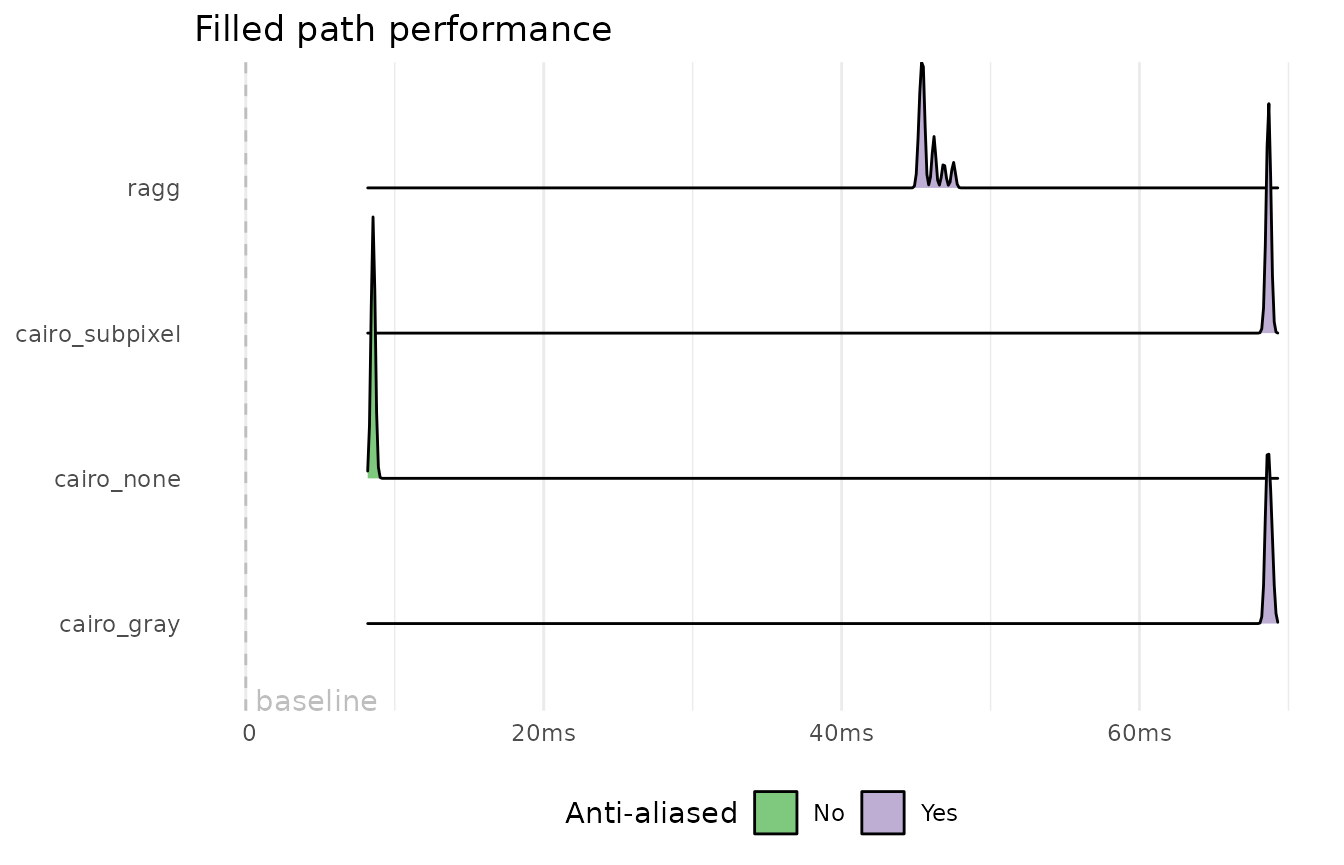 Filled path performance
ragg
cairo_subpixel
cairo_none
cairo_gray
baseline
0 20ms 40ms 60ms
Anti-aliased No Yes